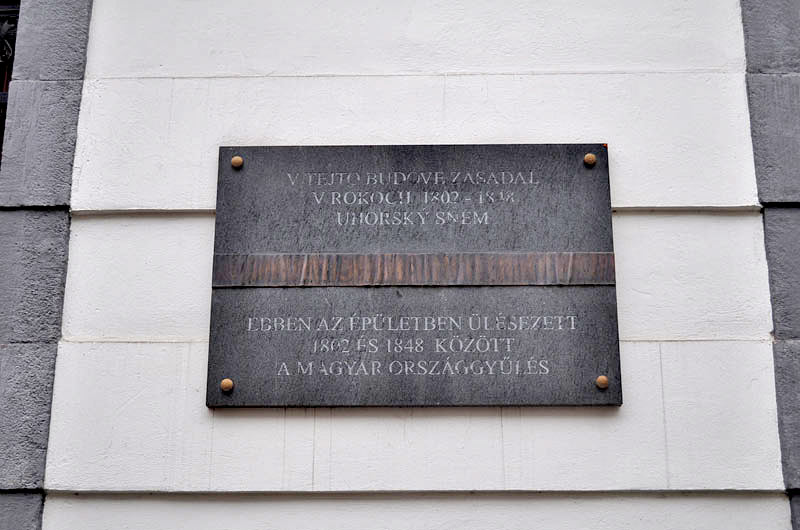 V TEJTO BUDOVE ZASADAL
V ROKOCH 1802 - 1848
UHORSKÝ SNEM
EBBEN AZ ÉPÜLETBEN ÜLÉSEZETT
1802 ÉS 1848 KÖZÖTT
A MAGYAR ORSZÁGGYŰLÉS